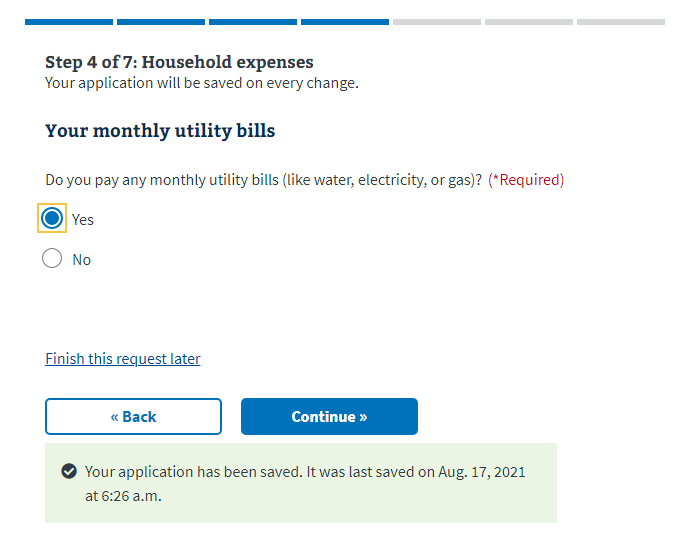 Step 4 of 7: Household expenses
Your application will be saved on every change.
Your monthly utility bills
Do you pay any monthly utility bills (like water, electricity, or gas)? (*Required)
Yes
No
Finish this request later
« Back
Continue »
Your application has been saved. It was last saved on Aug. 17, 2021
at 6:26 a.m.